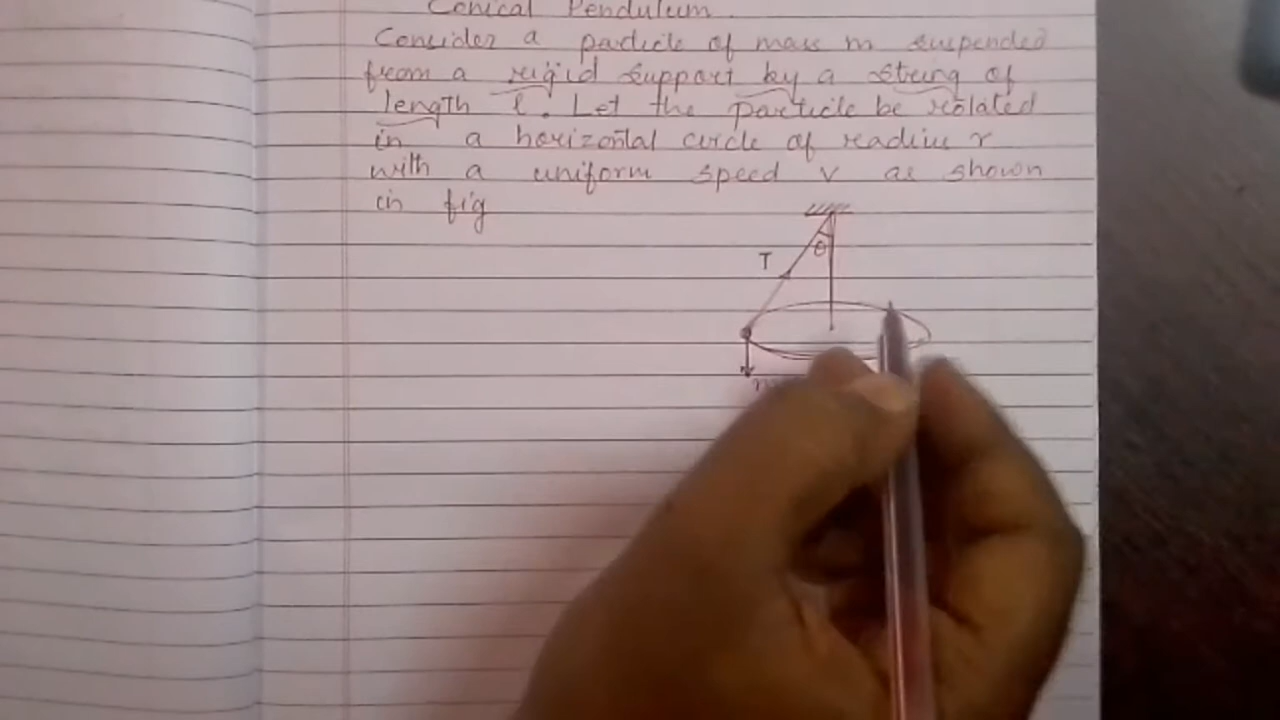 Conical Pendulum.
Consider a particle of mass m suspended
from a rigid support by a string of
length l. Let the particle be rotated
in a horizontal circle of radius r
with a uniform speed v as shown
in fig
θ
T